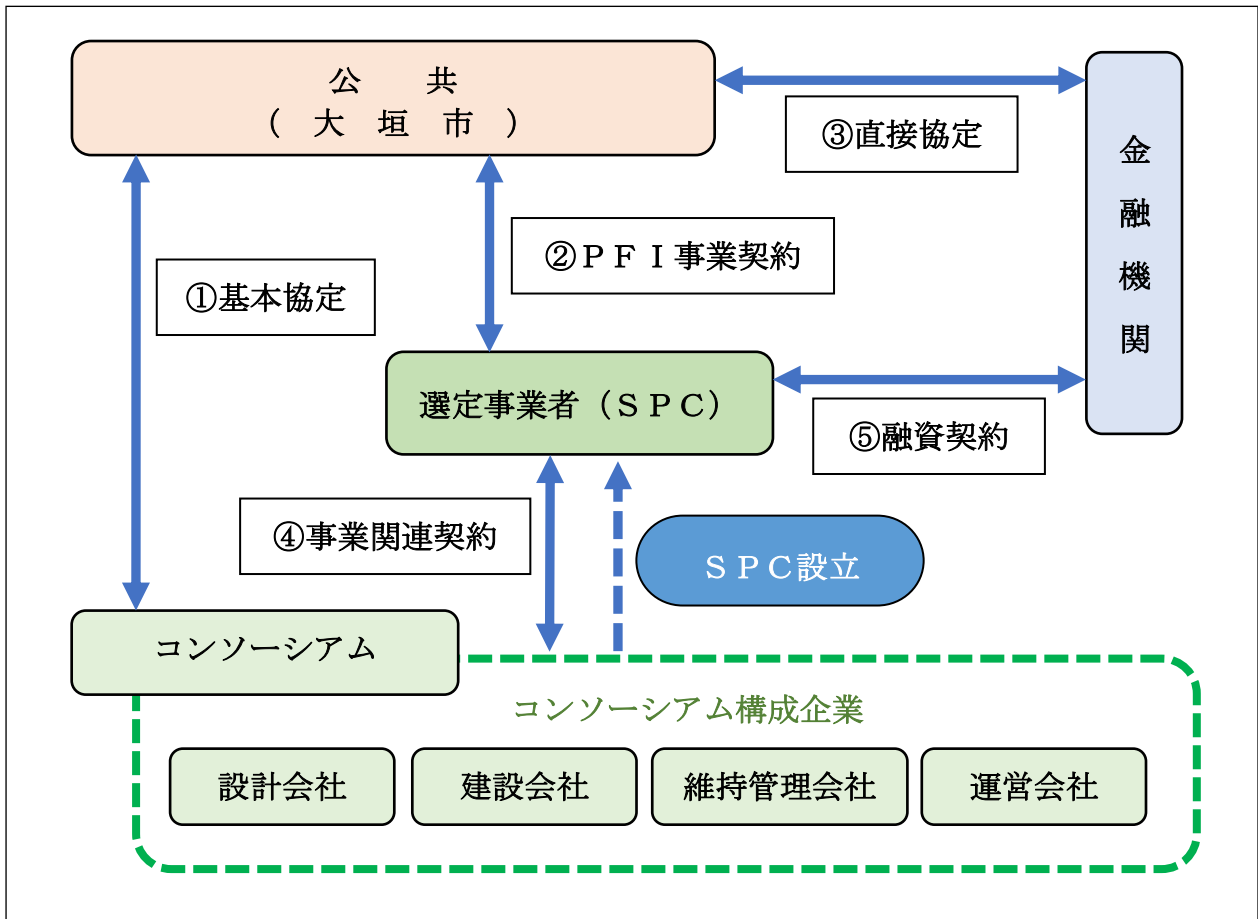 公　　共
（　大　垣　市　）
③直接協定
金融機関
②ＰＦＩ事業契約
①基本協定
選定事業者（ＳＰＣ）
⑤融資契約
④事業関連契約
ＳＰＣ設立
コンソーシアム
コンソーシアム構成企業
設計会社
建設会社
維持管理会社
運営会社